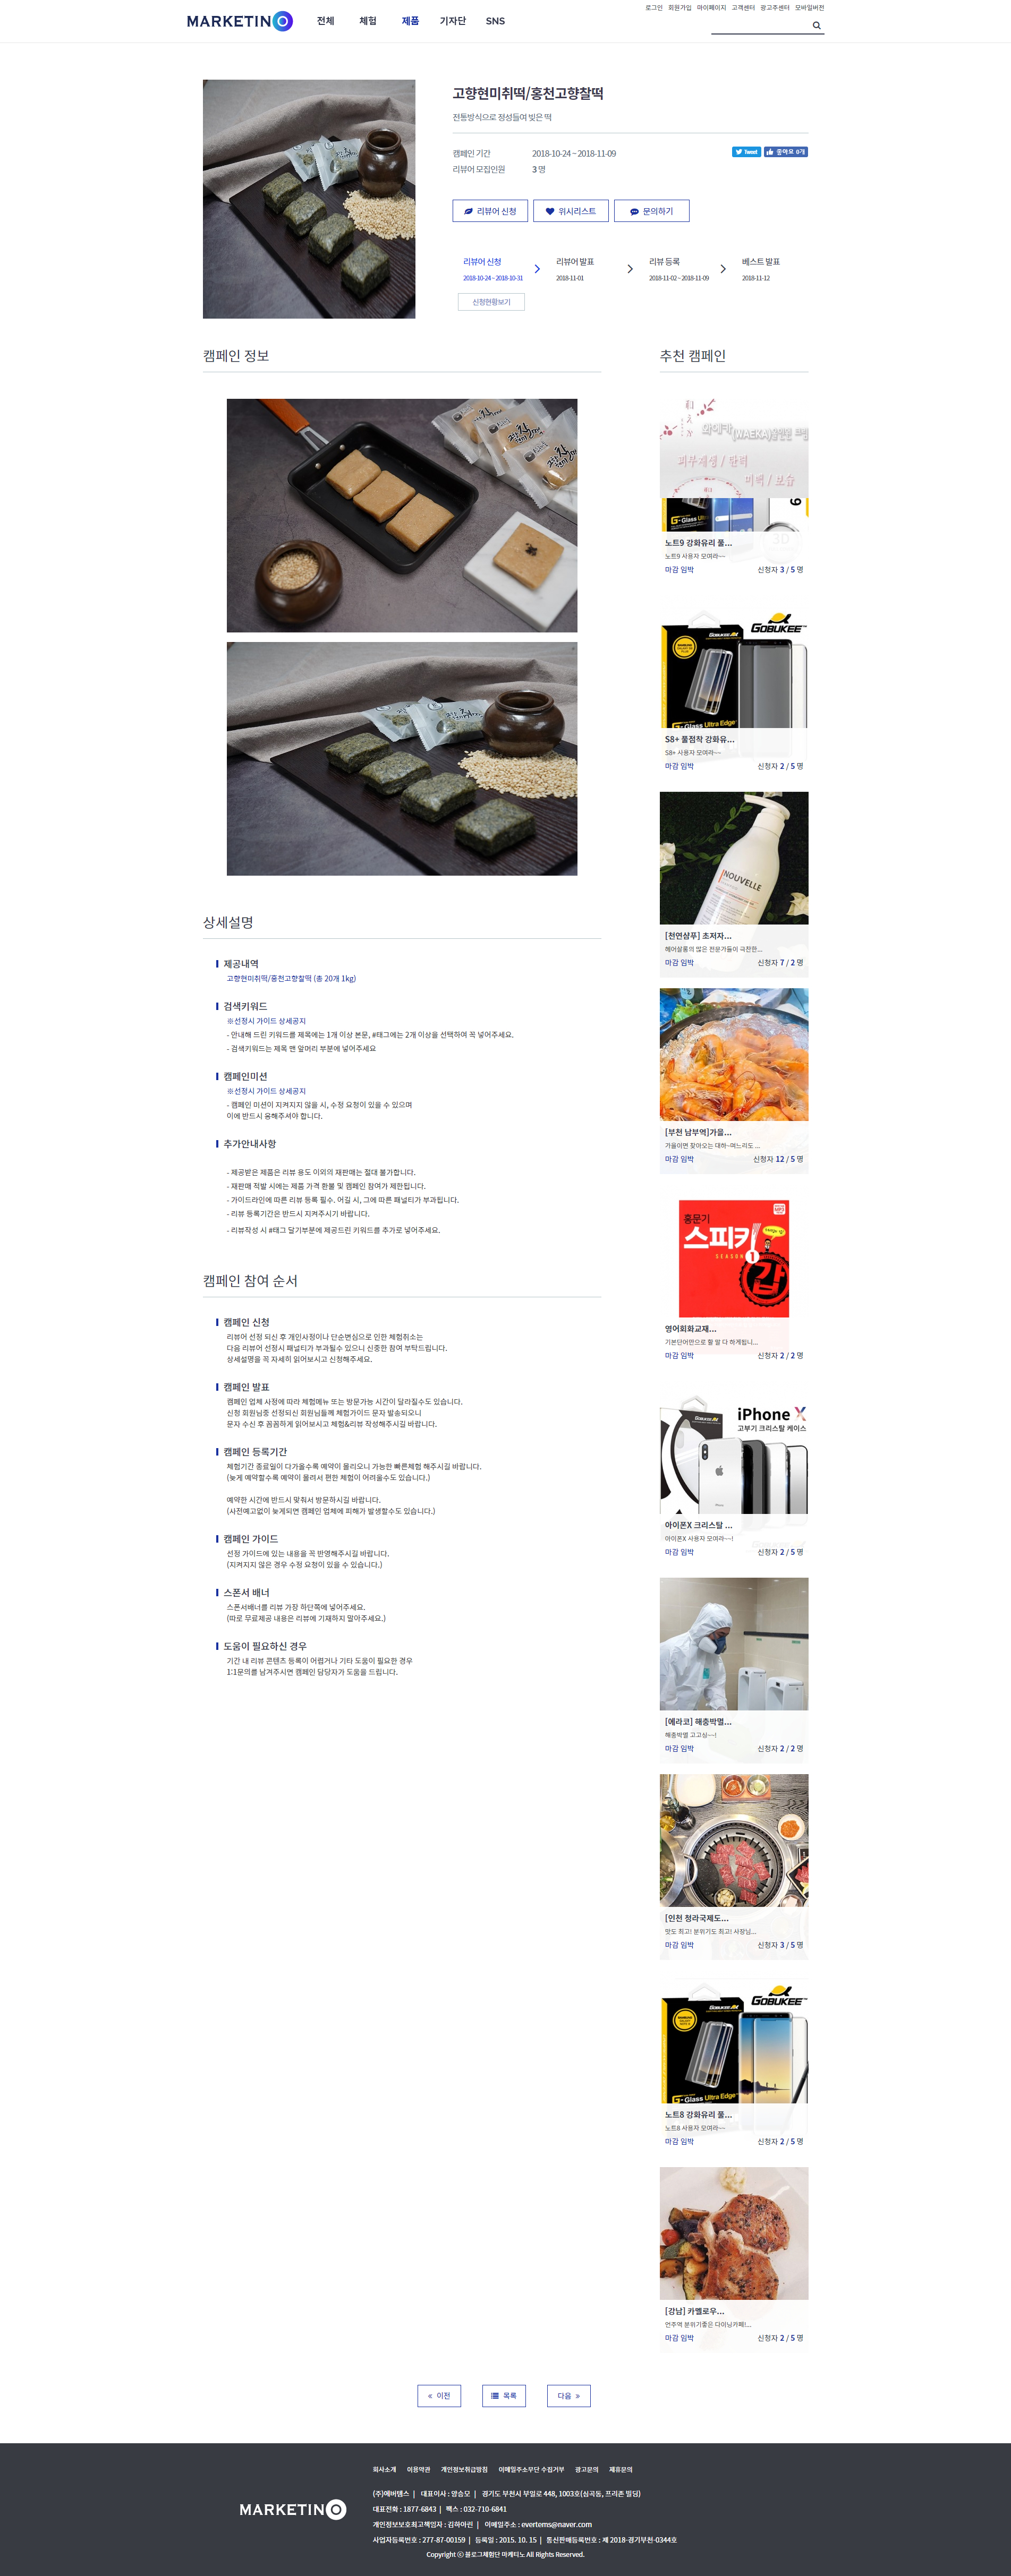 MARKETINO
전체 체험 제품 기자단 SNS
로그인 회원가입 마이페이지 고객센터 광고주센터 모바일버전
고향현미취떡/홍천고향찰떡
전통방식으로 정성들여 빚은 떡
캠페인 기간 2018-10-24 ~ 2018-11-09
Tweet 좋아요 0개
리뷰어 모집인원 3 명
리뷰어 신청 위시리스트 문의하기
리뷰어 신청 리뷰어 발표 리뷰 등록 베스트 발표
2018-10-24 ~ 2018-10-31 2018-11-01 2018-11-02 ~ 2018-11-09 2018-11-12
신청현황보기
캠페인 정보
상세설명
제공내역
고향현미취떡/홍천고향찰떡 (총 20개 1kg)
검색키워드
※선정시 가이드 상세공지
- 안내해 드린 키워드를 제목에는 1개 이상 본문, #태그에는 2개 이상을 선택하여 꼭 넣어주세요.
- 검색키워드는 제목 맨 앞머리 부분에 넣어주세요
캠페인미션
※선정시 가이드 상세공지
- 캠페인 미션이 지켜지지 않을 시, 수정 요청이 있을 수 있으며
이에 반드시 응해주셔야 합니다.
추가안내사항
- 제공받은 제품은 리뷰 용도 이외의 재판매는 절대 불가합니다.
- 재판매 적발 시에는 제품 가격 환불 및 캠페인 참여가 제한됩니다.
- 가이드라인에 따른 리뷰 등록 필수. 어길 시, 그에 따른 패널티가 부과됩니다.
- 리뷰 등록기간은 반드시 지켜주시기 바랍니다.
- 리뷰작성 시 #태그 달기부분에 제공드린 키워드를 추가로 넣어주세요.
캠페인 참여 순서
캠페인 신청
리뷰어 선정 되신 후 개인사정이나 단순변심으로 인한 체험취소는
다음 리뷰어 선정시 패널티가 부과될수 있으니 신중한 참여 부탁드립니다.
상세설명을 꼭 자세히 읽어보시고 신청해주세요.
캠페인 발표
캠페인 업체 사정에 따라 체험메뉴 또는 방문가능 시간이 달라질수도 있습니다.
신청 회원님중 선정되신 회원님들께 체험가이드 문자 발송되오니
문자 수신 후 꼼꼼하게 읽어보시고 체험&리뷰 작성해주시길 바랍니다.
캠페인 등록기간
체험기간 종료일이 다가올수록 예약이 몰리오니 가능한 빠른체험 해주시길 바랍니다.
(늦게 예약할수록 예약이 몰려서 편한 체험이 어려울수도 있습니다.)
예약한 시간에 반드시 맞춰서 방문하시길 바랍니다.
(사전예고없이 늦게되면 캠페인 업체에 피해가 발생할수도 있습니다.)
캠페인 가이드
선정 가이드에 있는 내용을 꼭 반영해주시길 바랍니다.
(지켜지지 않은 경우 수정 요청이 있을 수 있습니다.)
스폰서 배너
스폰서배너를 리뷰 가장 하단쪽에 넣어주세요.
(따로 무료제공 내용은 리뷰에 기재하지 말아주세요.)
도움이 필요하신 경우
기간 내 리뷰 콘텐츠 등록이 어렵거나 기타 도움이 필요한 경우
1:1문의를 남겨주시면 캠페인 담당자가 도움을 드립니다.
추천 캠페인
와에카(WAEKA)
피부재생 / 탄력
미백 / 보습
G-Glass Ultra Edge
3D
노트9 강화유리 풀...
노트9 사용자 모여라~~
마감 임박 신청자 3 / 5 명
GOBUKEE
G-Glass Ultra Edge
S8+ 풀점착 강화유...
S8+ 사용자 모여라~~
마감 임박 신청자 2 / 5 명
NOUVELLE
[천연샴푸] 초저자...
헤어살롱의 많은 전문가들이 극찬한...
마감 임박 신청자 7 / 2 명
[부천 남부역]가을...
가을이면 찾아오는 대하~며느리도 ...
마감 임박 신청자 12 / 5 명
홍문기
스피킹
SEASON 1
갑
영어회화교재...
기본단어만으로 할 말 다 하게됩니...
마감 임박 신청자 2 / 2 명
iPhone X
고부기 크리스탈 케이스
아이폰X 크리스탈 ...
아이폰X 사용자 모여라~~!
마감 임박 신청자 2 / 5 명
[에라코] 해충박멸...
해충박멸 고고싱~~!
마감 임박 신청자 2 / 2 명
[인천 청라국제도...
맛도 최고! 분위기도 최고! 사장님...
마감 임박 신청자 3 / 5 명
GOBUKEE
G-Glass Ultra Edge
노트8 강화유리 풀...
노트8 사용자 모여라~~
마감 임박 신청자 2 / 5 명
[강남] 카멜로우...
언주역 분위기좋은 다이닝카페!...
마감 임박 신청자 2 / 5 명
« 이전 목록 다음 »
회사소개 이용약관 개인정보취급방침 이메일주소무단 수집거부 광고문의 제휴문의
MARKETINO
(주)에버템스 | 대표이사 : 양승모 | 경기도 부천시 부일로 448, 1003호(심곡동, 프리존 빌딩)
대표전화 : 1877-6843 | 팩스 : 032-710-6841
개인정보보호최고책임자 : 김하아린 | 이메일주소 : evertems@naver.com
사업자등록번호 : 277-87-00159 | 등록일 : 2015. 10. 15 | 통신판매등록번호 : 제 2018-경기부천-0344호
Copyright ⓒ 블로그체험단 마케티노 All Rights Reserved.